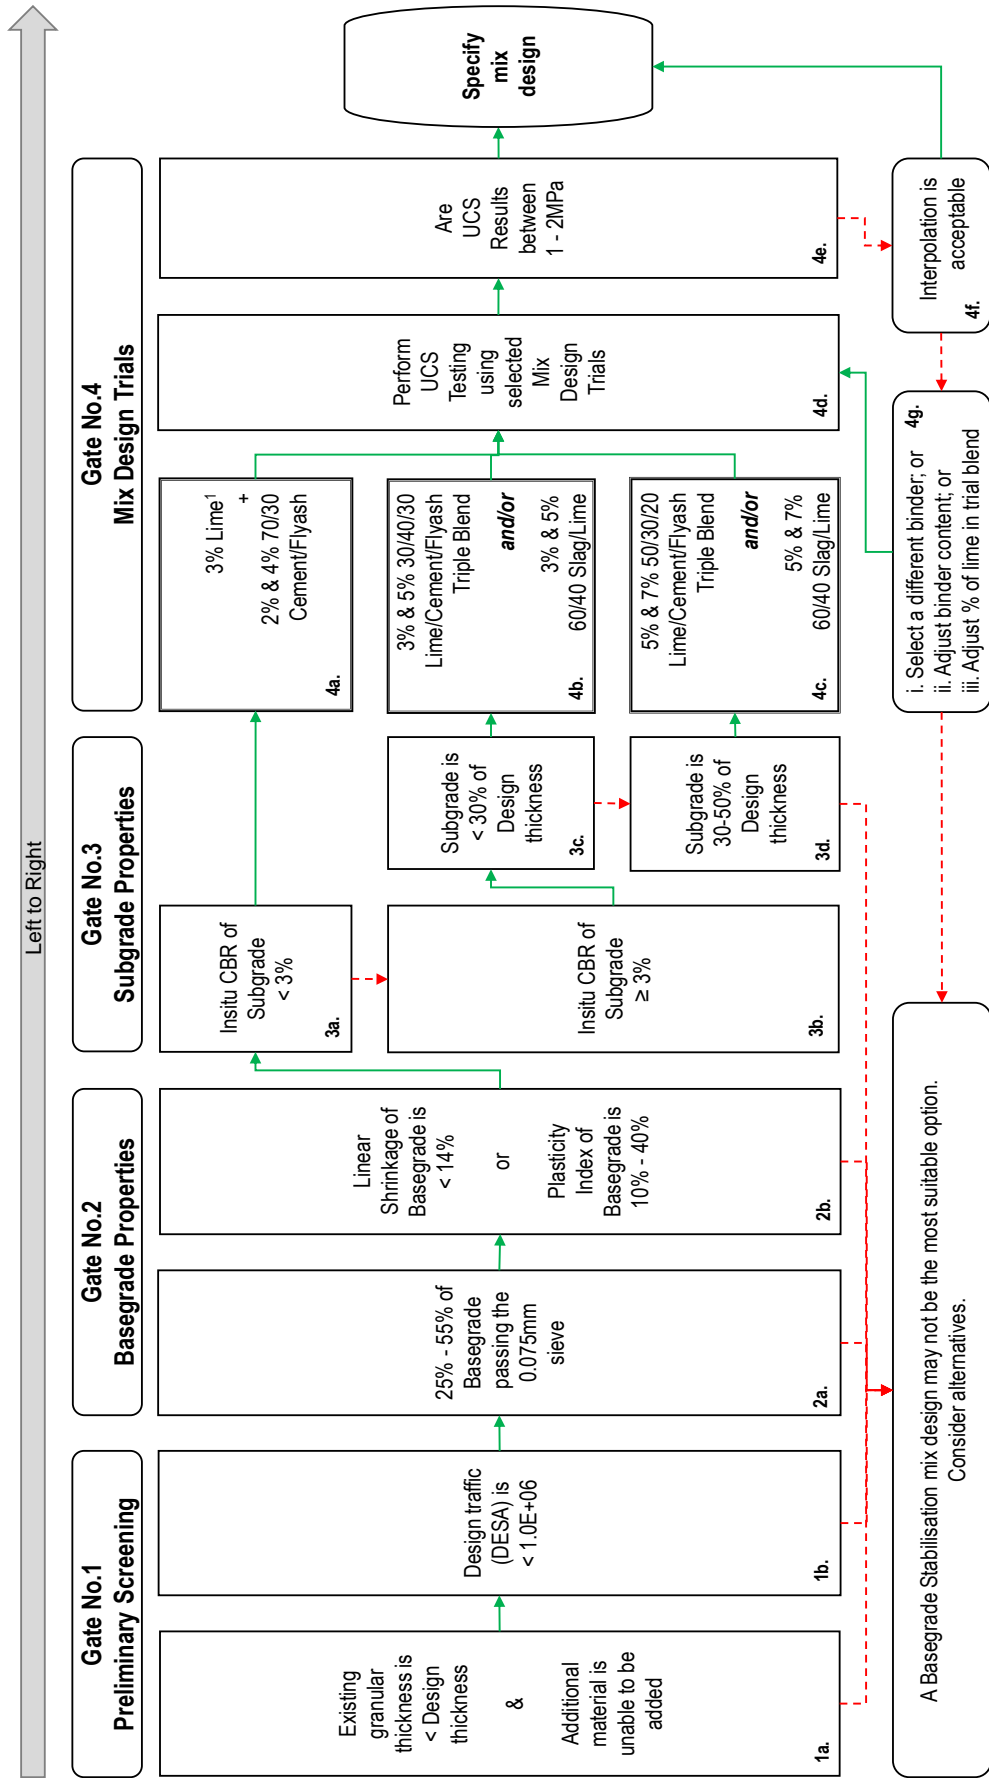 Left to Right
Gate No.1
Preliminary Screening
Existing
granular
thickness is
< Design
thickness
&
Additional
material is
unable to be
added
1a.
Design traffic
(DESA) is
< 1.0E+06
1b.
Gate No.2
Basegrade Properties
25% - 55% of
Basegrade
passing the
0.075mm
sieve
2a.
Linear
Shrinkage of
Basegrade is
< 14%
or
Plasticity
Index of
Basegrade is
10% - 40%
2b.
Gate No.3
Subgrade Properties
Insitu CBR of
Subgrade
< 3%
3a.
Insitu CBR of
Subgrade
≥ 3%
3b.
Subgrade is
< 30% of
Design
thickness
3c.
Subgrade is
30-50% of
Design
thickness
3d.
Gate No.4
Mix Design Trials
3% Lime¹
+
2% & 4% 70/30
Cement/Flyash
4a.
3% & 5% 30/40/30
Lime/Cement/Flyash
Triple Blend
and/or
3% & 5%
60/40 Slag/Lime
4b.
5% & 7% 50/30/20
Lime/Cement/Flyash
Triple Blend
and/or
5% & 7%
60/40 Slag/Lime
4c.
Perform
UCS
Testing
using
selected
Mix
Design
Trials
4d.
Are
UCS
Results
between
1 - 2MPa
4e.
Specify
mix
design
Interpolation is
acceptable
4f.
4g.
i. Select a different binder; or
ii. Adjust binder content; or
iii. Adjust % of lime in trial blend
A Basegrade Stabilisation mix design may not be the most suitable option.
Consider alternatives.